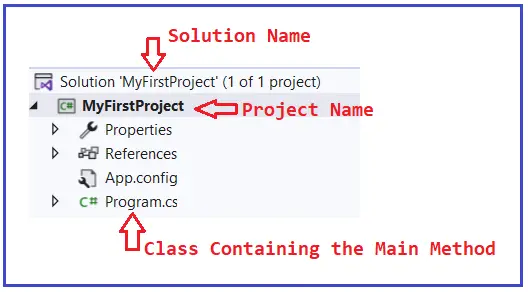 Solution Name
Solution 'MyFirstProject' (1 of 1 project)
C# MyFirstProject
Project Name
Properties
References
App.config
C# Program.cs
Class Containing the Main Method